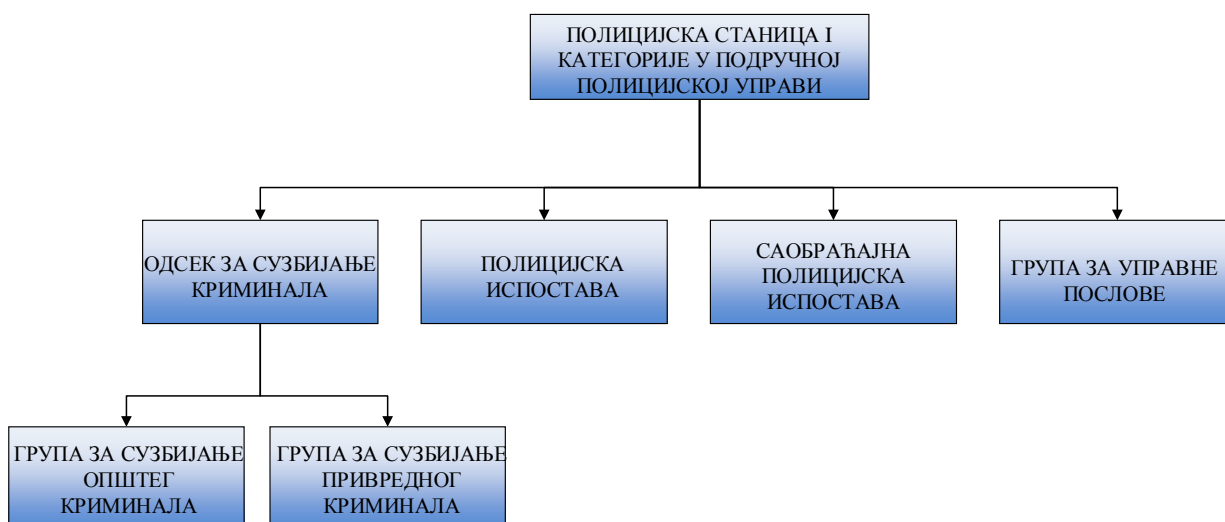 ПОЛИЦИЈСКА СТАНИЦА I
КАТЕГОРИЈЕ У ПОДРУЧНОЈ
ПОЛИЦИЈСКОЈ УПРАВИ
ОДСЕК ЗА СУЗБИЈАЊЕ
КРИМИНАЛА
ПОЛИЦИЈСКА
ИСПОСТАВА
САОБРАЋАЈНА
ПОЛИЦИЈСКА
ИСПОСТАВА
ГРУПА ЗА УПРАВНЕ
ПОСЛОВЕ
ГРУПА ЗА СУЗБИЈАЊЕ
ОПШТЕГ
КРИМИНАЛА
ГРУПА ЗА СУЗБИЈАЊЕ
ПРИВРЕДНОГ
КРИМИНАЛА